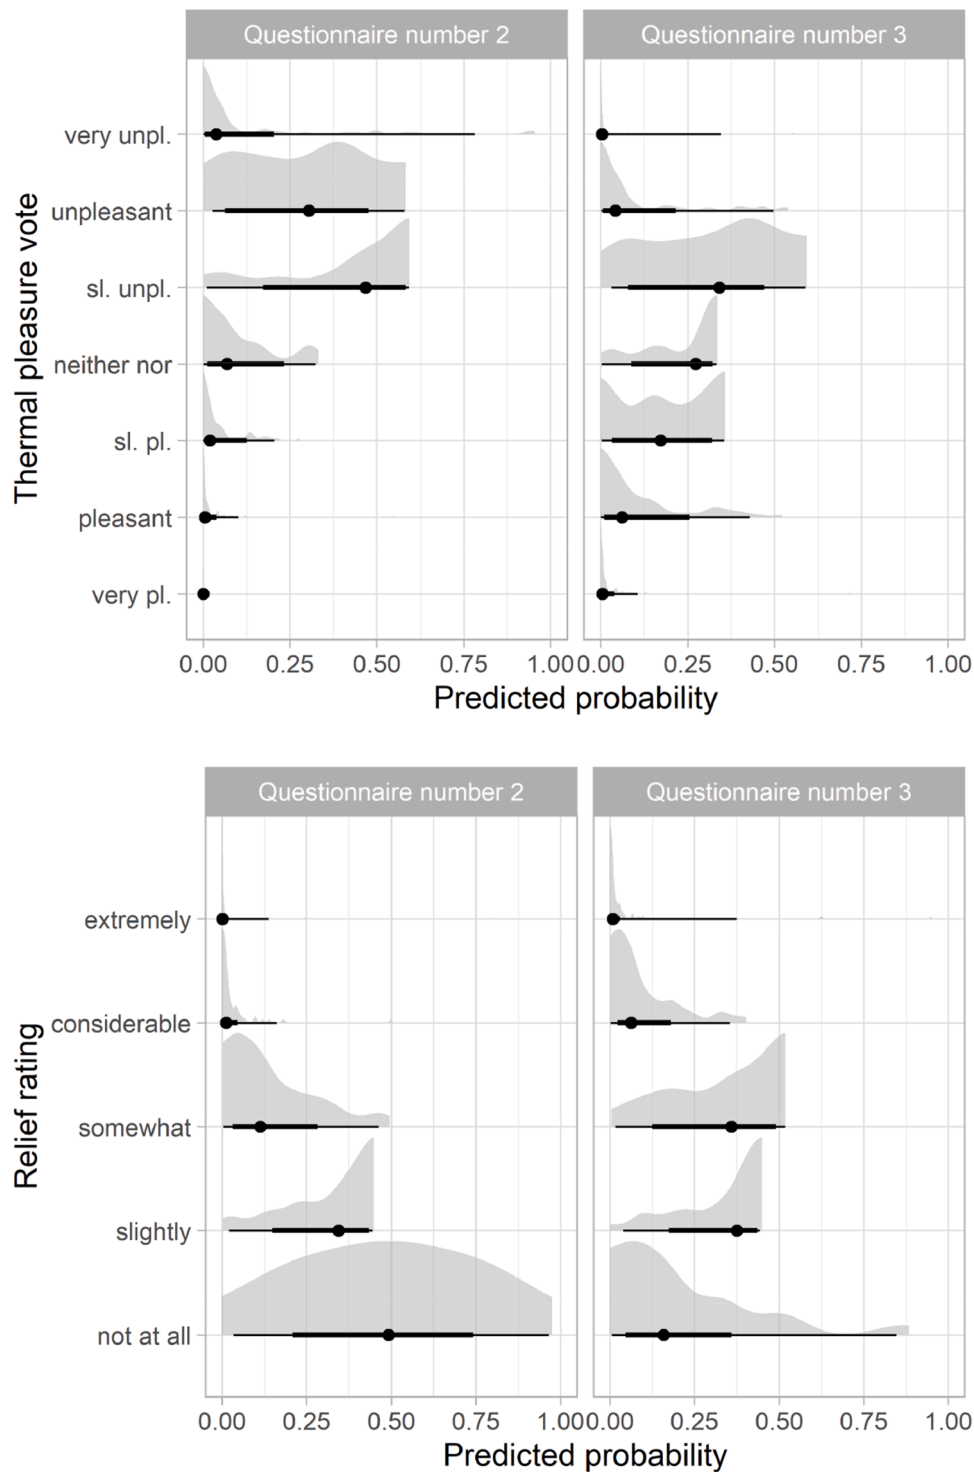 Questionnaire number 2
Questionnaire number 3
Thermal pleasure vote
very unpl.
unpleasant
sl. unpl.
neither nor
sl. pl.
pleasant
very pl.
0.00 0.25 0.50 0.75 1.00 0.00 0.25 0.50 0.75 1.00
Predicted probability
Questionnaire number 2
Questionnaire number 3
Relief rating
extremely
considerable
somewhat
slightly
not at all
0.00 0.25 0.50 0.75 1.00 0.00 0.25 0.50 0.75 1.00
Predicted probability